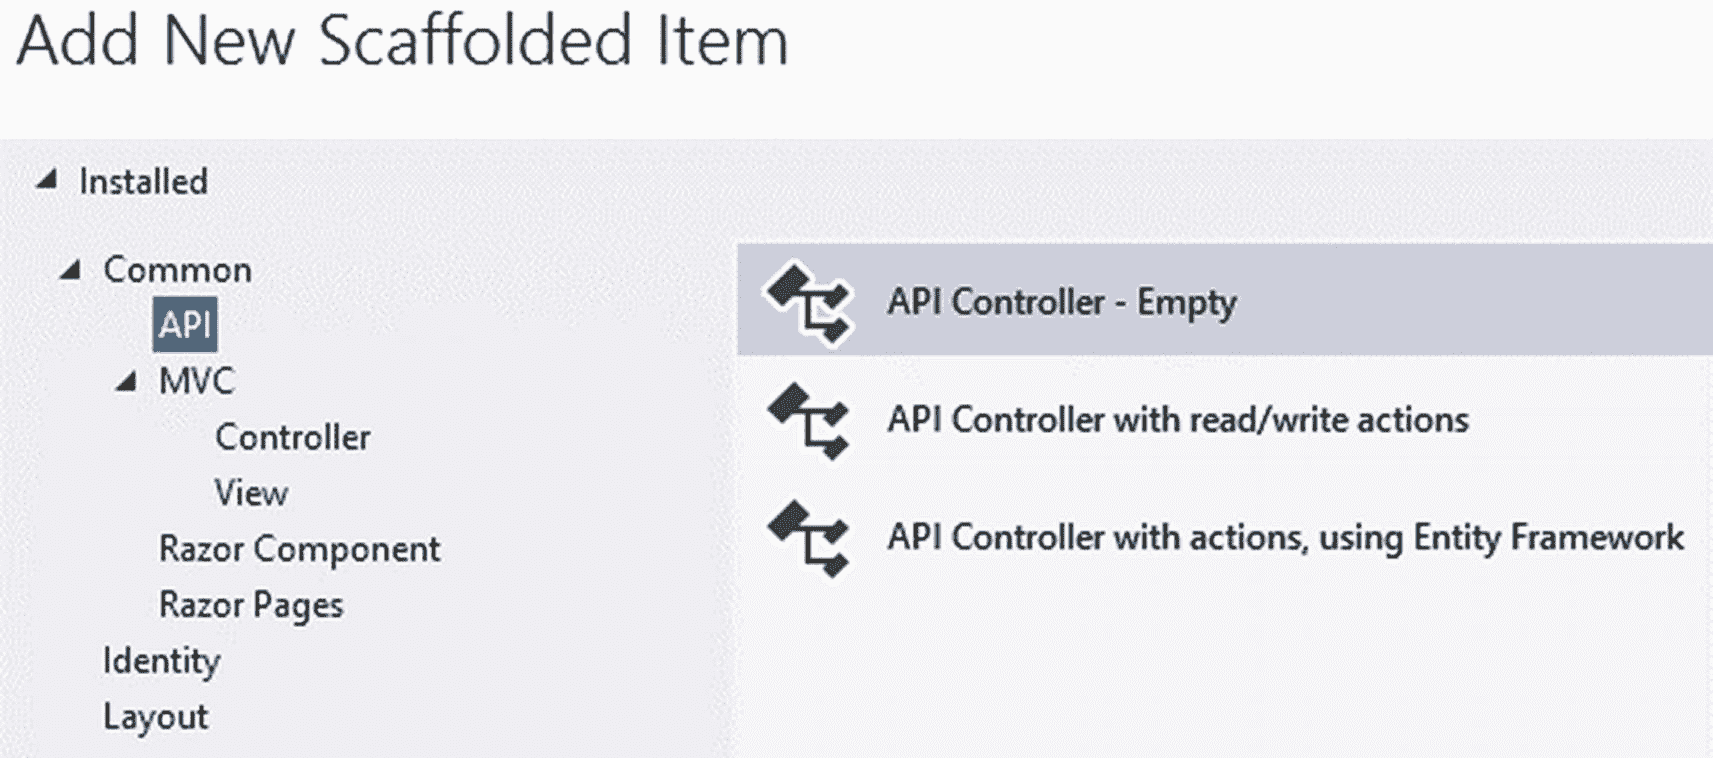 Add New Scaffolded Item
Installed
Common
API
MVC
Controller
View
Razor Component
Razor Pages
Identity
Layout
API Controller - Empty
API Controller with read/write actions
API Controller with actions, using Entity Framework